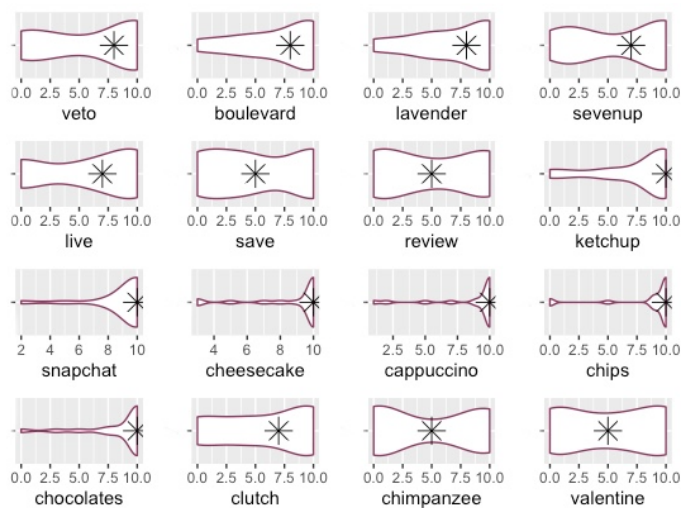 0.0 2.5 5.0 7.5 10.0 0.0 2.5 5.0 7.5 10.0 0.0 2.5 5.0 7.5 10.0 0.0 2.5 5.0 7.5 10.0
veto boulevard lavender sevenup
0.0 2.5 5.0 7.5 10.0 0.0 2.5 5.0 7.5 10.0 0.0 2.5 5.0 7.5 10.0 0.0 2.5 5.0 7.5 10.0
live save review ketchup
2 4 6 8 10 4 6 8 10 2.5 5.0 7.5 10.0 0.0 2.5 5.0 7.5 10.0
snapchat cheesecake cappuccino chips
0.0 2.5 5.0 7.5 10.0 0.0 2.5 5.0 7.5 10.0 0.0 2.5 5.0 7.5 10.0 0.0 2.5 5.0 7.5 10.0
chocolates clutch chimpanzee valentine